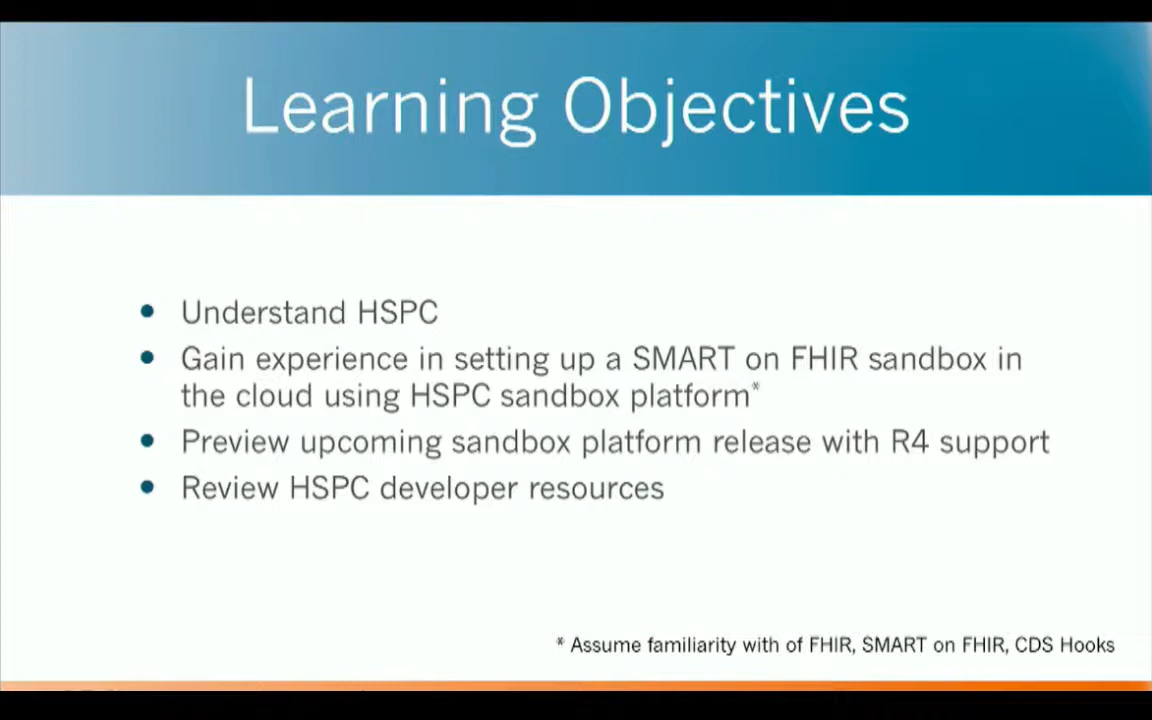 Learning Objectives
• Understand HSPC
• Gain experience in setting up a SMART on FHIR sandbox in
the cloud using HSPC sandbox platform*
• Preview upcoming sandbox platform release with R4 support
• Review HSPC developer resources
* Assume familiarity with of FHIR, SMART on FHIR, CDS Hooks